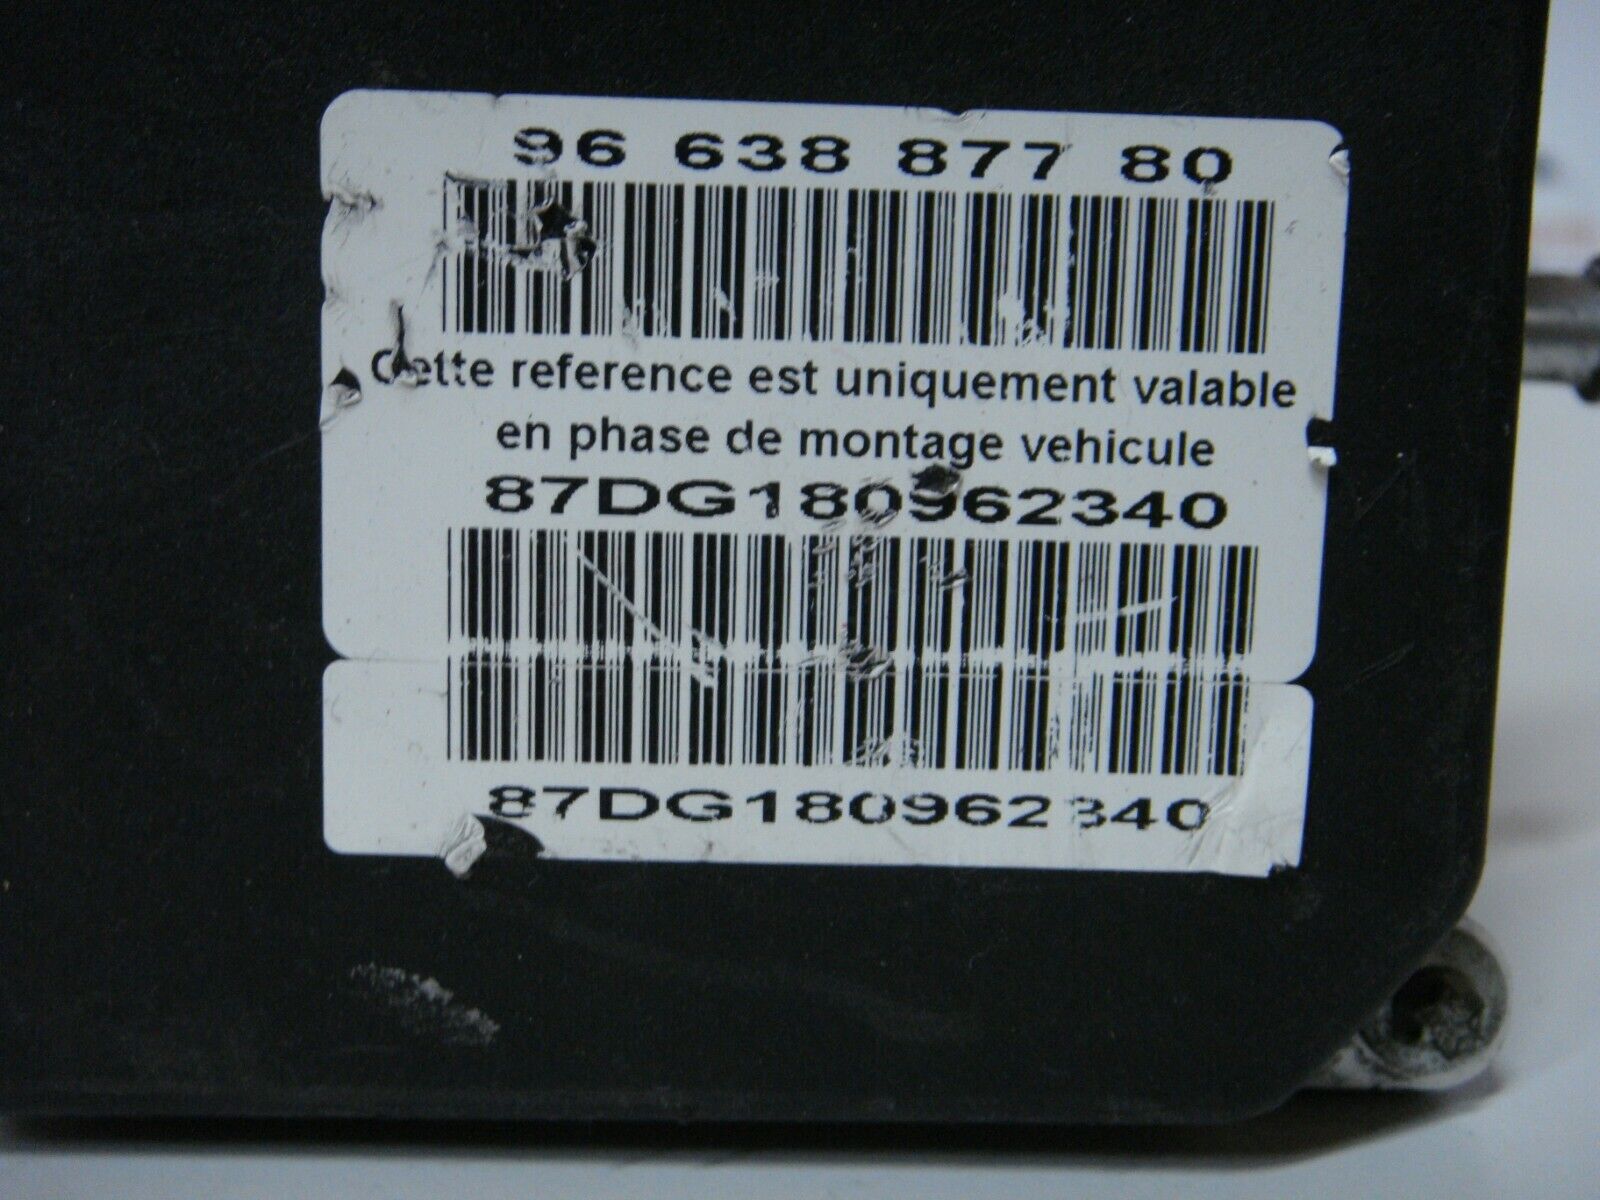 96 638 877 80
Cette reference est uniquement valable
en phase de montage vehicule
87DG180962340
87DG180962340